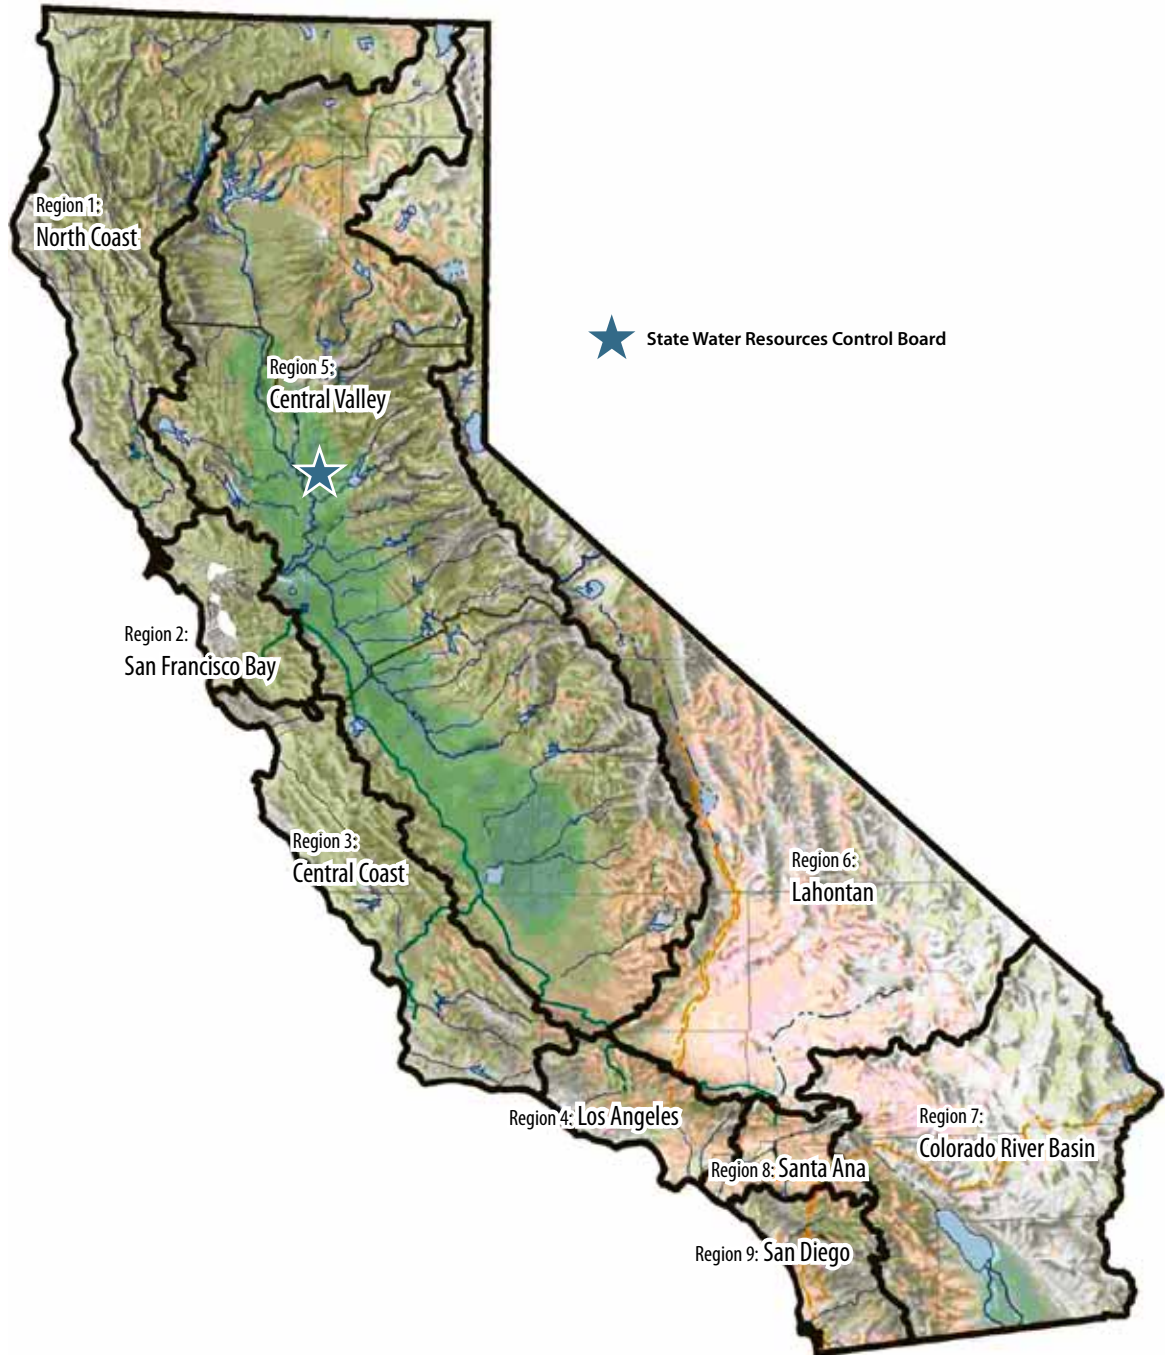 Region 1:
North Coast
State Water Resources Control Board
Region 5:
Central Valley
Region 2:
San Francisco Bay
Region 3:
Central Coast
Region 6:
Lahontan
Region 4: Los Angeles
Region 7:
Colorado River Basin
Region 8: Santa Ana
Region 9: San Diego